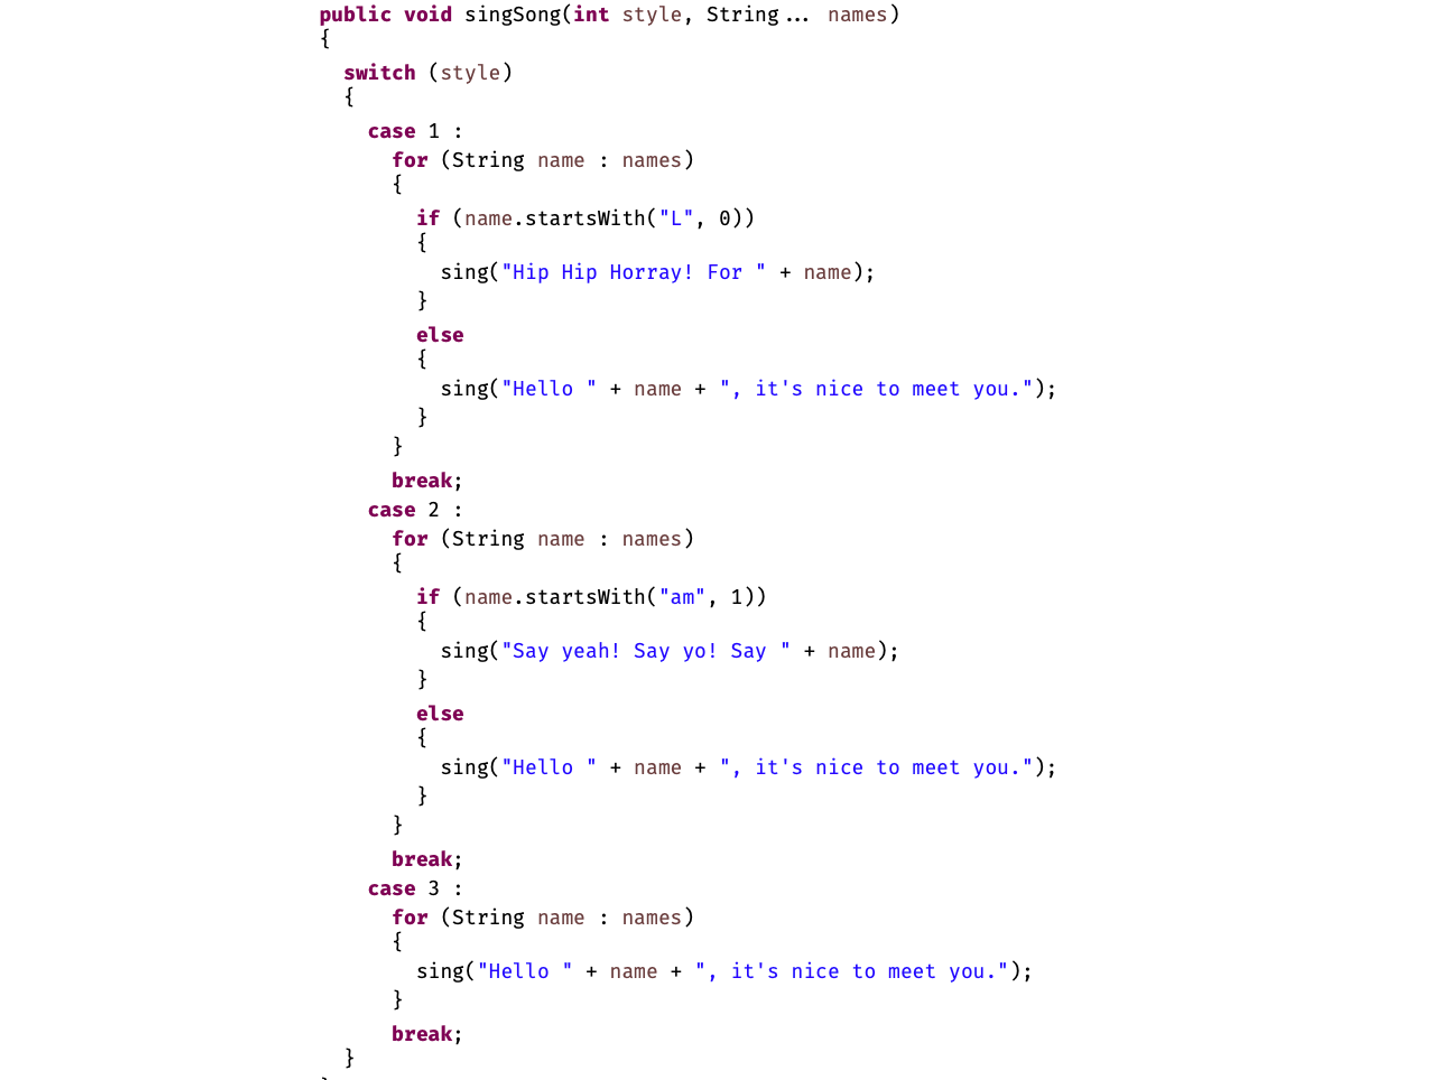 public void singSong(int style, String... names)
{
switch (style)
{
case 1 :
for (String name : names)
{
if (name.startsWith("L", 0))
{
sing("Hip Hip Horray! For " + name);
}
else
{
sing("Hello " + name + ", it's nice to meet you.");
}
}
break;
case 2 :
for (String name : names)
{
if (name.startsWith("am", 1))
{
sing("Say yeah! Say yo! Say " + name);
}
else
{
sing("Hello " + name + ", it's nice to meet you.");
}
}
break;
case 3 :
for (String name : names)
{
sing("Hello " + name + ", it's nice to meet you.");
}
break;
}